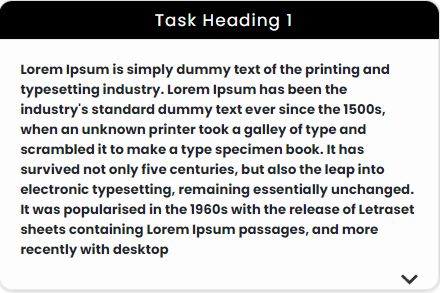 Task Heading 1
Lorem Ipsum is simply dummy text of the printing and
typesetting industry. Lorem Ipsum has been the
industry's standard dummy text ever since the 1500s,
when an unknown printer took a galley of type and
scrambled it to make a type specimen book. It has
survived not only five centuries, but also the leap into
electronic typesetting, remaining essentially unchanged.
It was popularised in the 1960s with the release of Letraset
sheets containing Lorem Ipsum passages, and more
recently with desktop